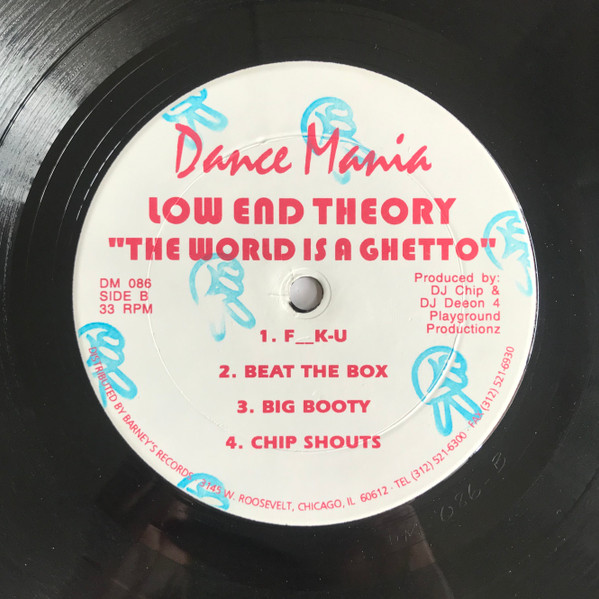 Dance Mania
LOW END THEORY
"THE WORLD IS A GHETTO"
DM 086
SIDE B
33 RPM
Produced by:
DJ Chip &
DJ Deeon 4
Playground
Productionz
1. F__K-U
2. BEAT THE BOX
3. BIG BOOTY
4. CHIP SHOUTS
DISTRIBUTED BY BARNEY'S RECORDS · 2145 W. ROOSEVELT, CHICAGO, IL 60612 · TEL (312) 521-6300 · FAX (312) 521-6930
086-B